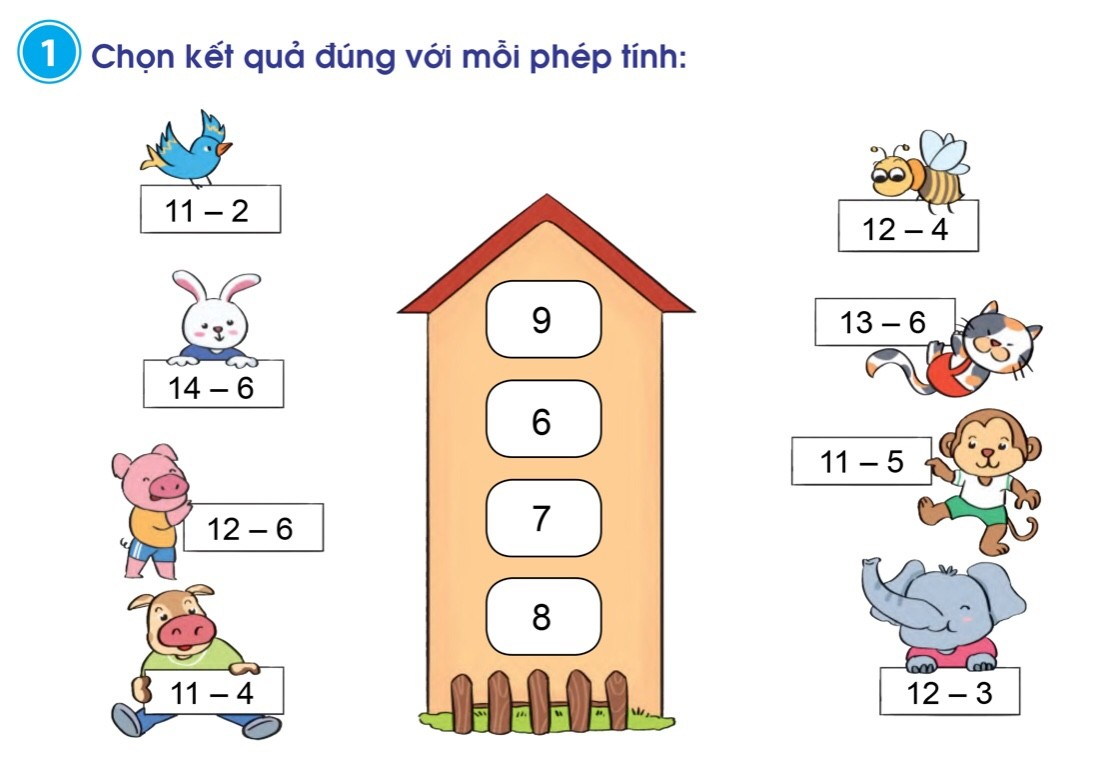 1 Chọn kết quả đúng với mỗi phép tính:
11 – 2
14 – 6
12 – 6
11 – 4
9
6
7
8
12 – 4
13 – 6
11 – 5
12 – 3